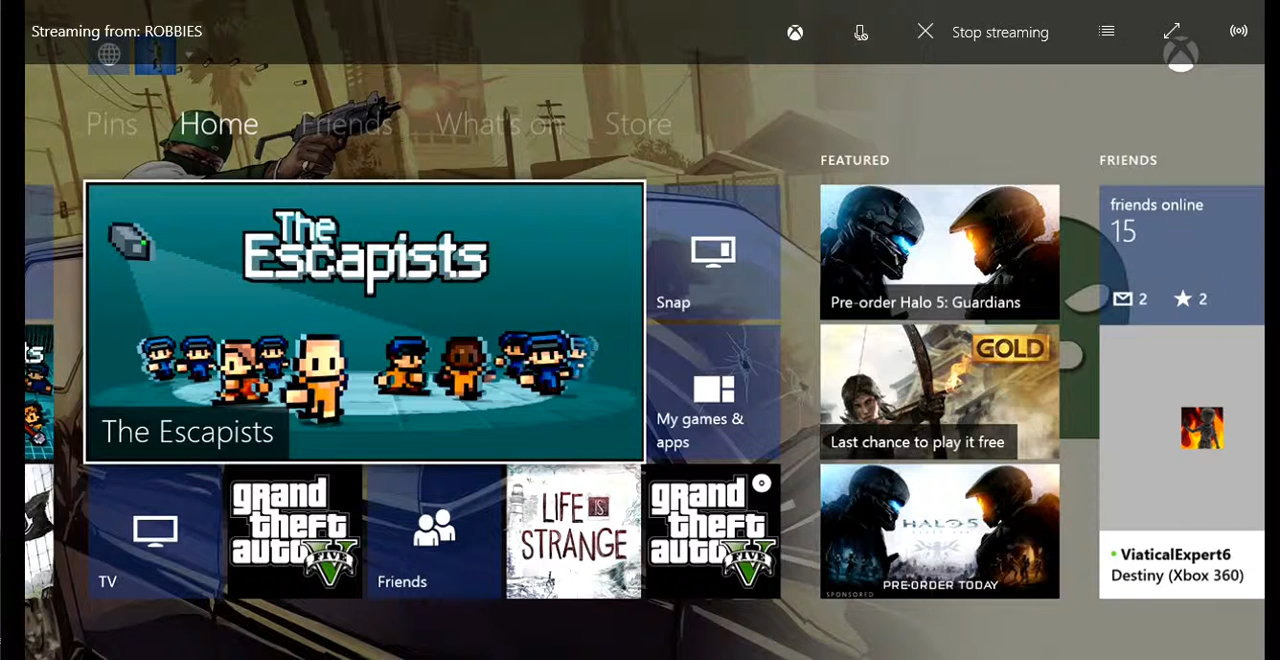 Streaming from: ROBBIES
Stop streaming
Pins
Home
Friends
What's on
Store
FEATURED
FRIENDS
The
Escapists
The Escapists
Snap
My games &
apps
Pre-order Halo 5: Guardians
GOLD
Last chance to play it free
HALO 5
PRE-ORDER TODAY
SPONSORED
friends online
15
2
2
ViaticalExpert6
Destiny (Xbox 360)
TV
grand
theft
auto
FIVE
Friends
LIFE IS
STRANGE
grand
theft
auto
FIVE